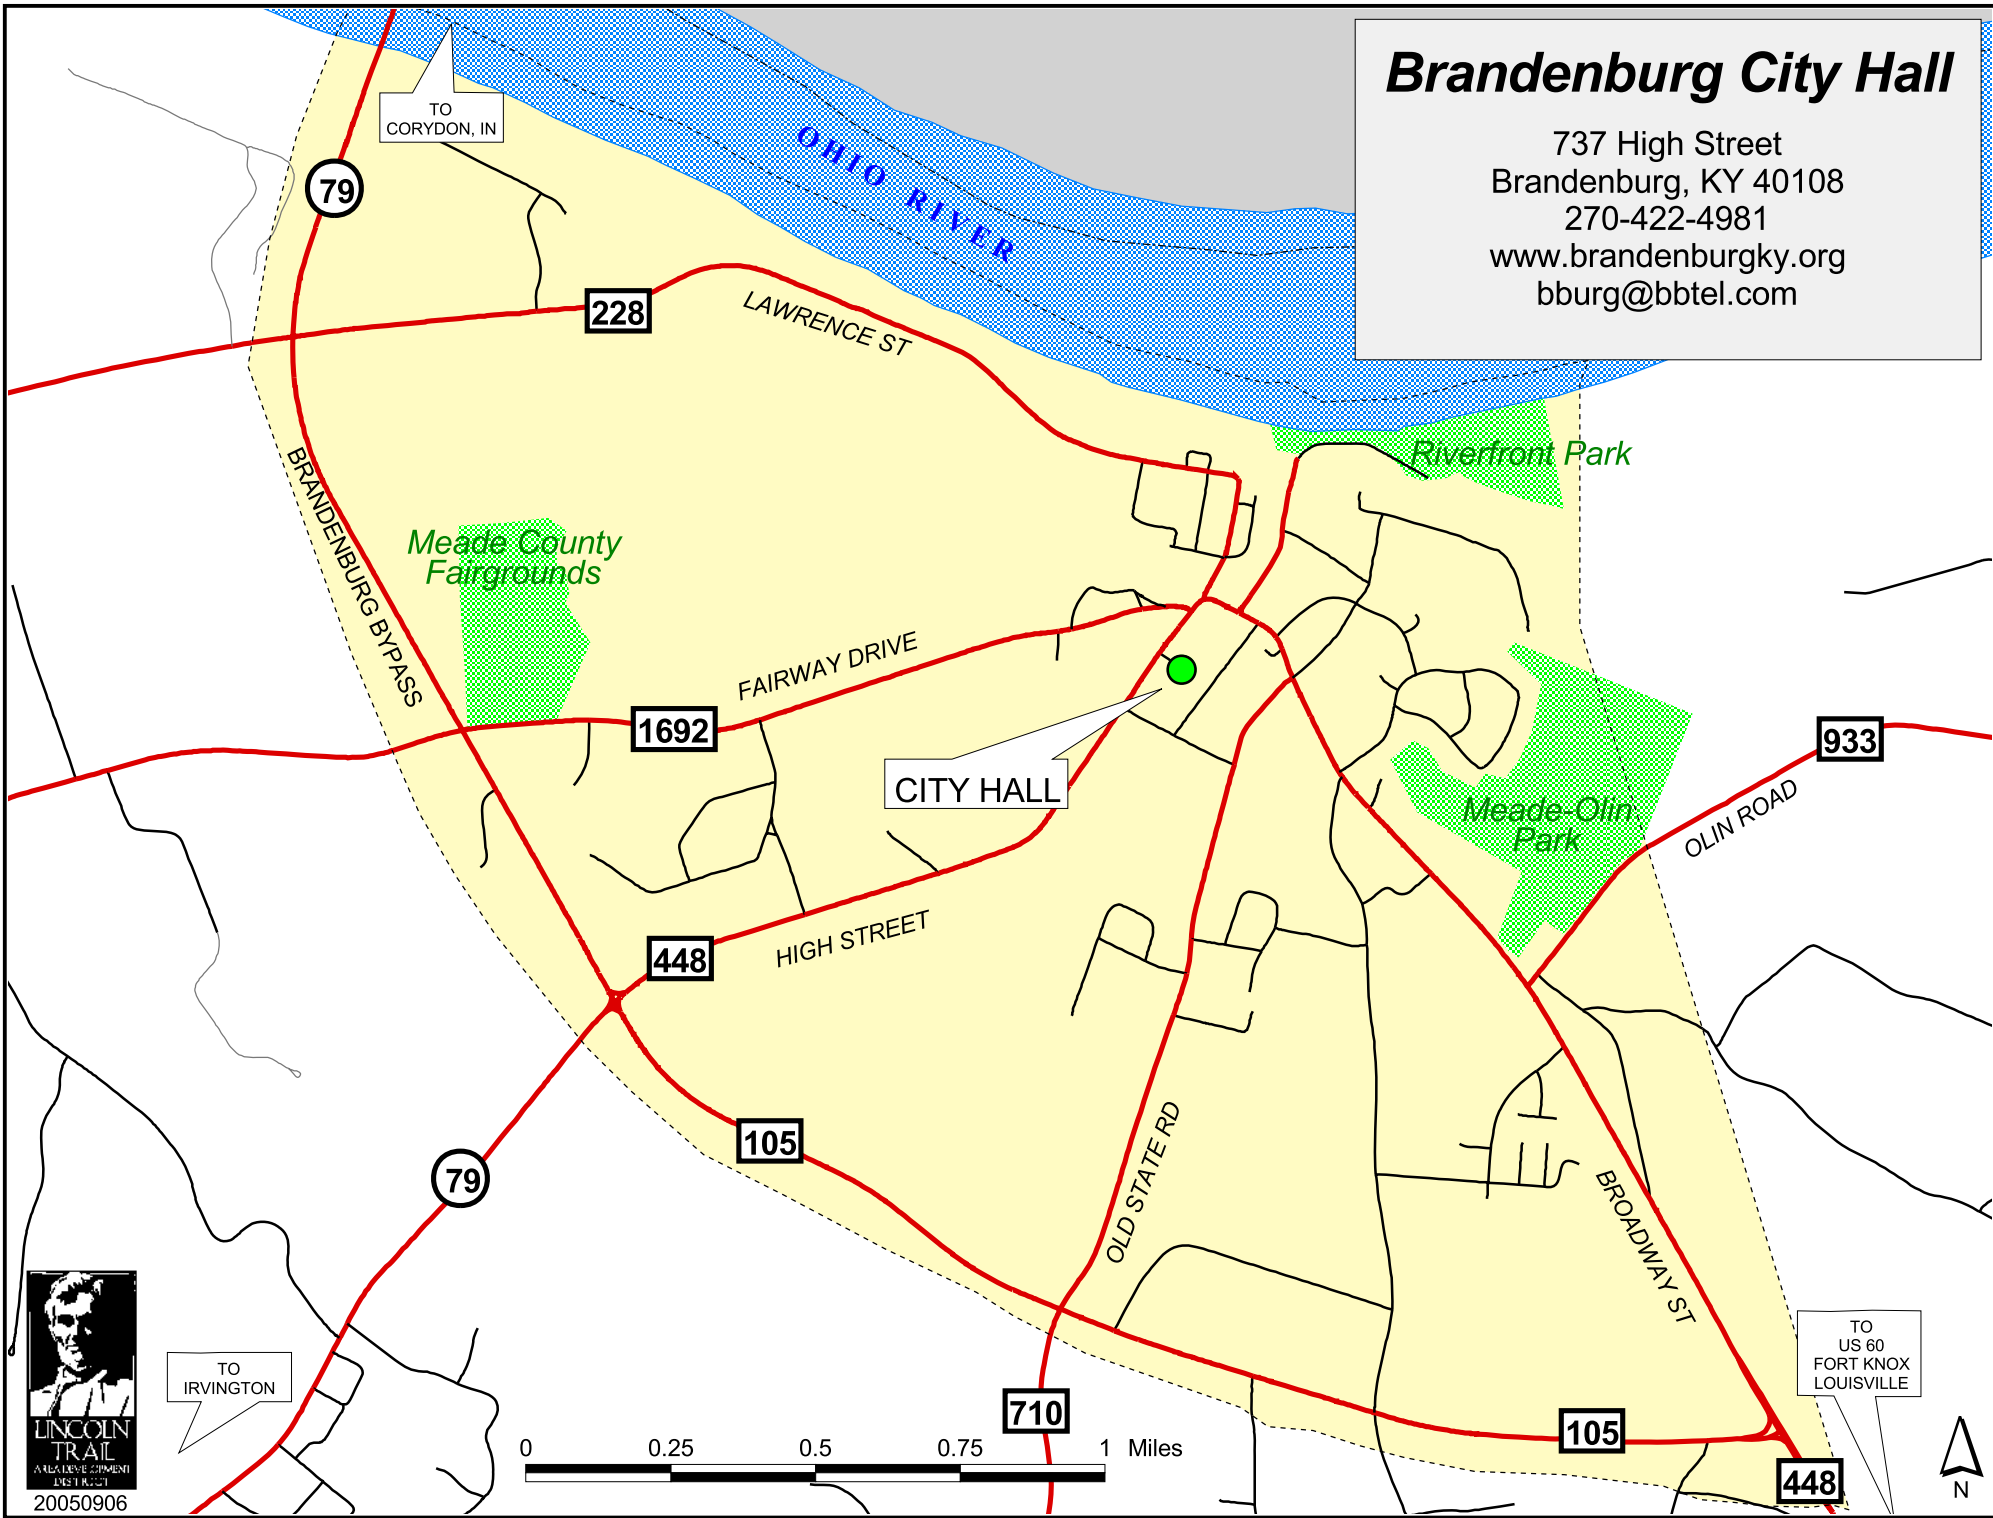 Brandenburg City Hall
737 High Street
Brandenburg, KY 40108
270-422-4981
www.brandenburgky.org
bburg@bbtel.com
TO
CORYDON, IN
OHIO RIVER
79
228
LAWRENCE ST
Riverfront Park
BRANDENBURG BYPASS
Meade County
Fairgrounds
FAIRWAY DRIVE
1692
933
CITY HALL
Meade-Olin
Park
OLIN ROAD
448
HIGH STREET
105
79
OLD STATE RD
BROADWAY ST
TO
IRVINGTON
TO
US 60
FORT KNOX
LOUISVILLE
710
105
448
0 0.25 0.5 0.75 1 Miles
N
LINCOLN
TRAIL
AREA DEVELOPMENT
DISTRICT
20050906